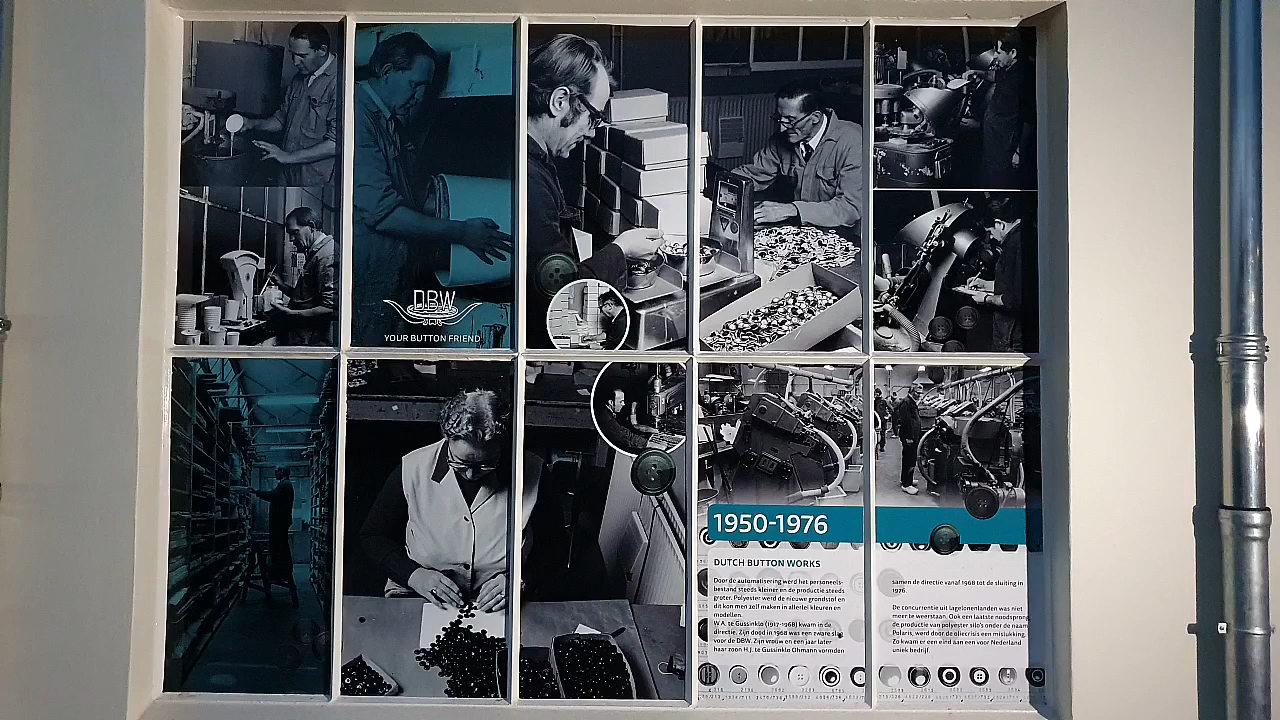 DBW
YOUR BUTTON FRIEND
1950-1976
DUTCH BUTTON WORKS
Door de automatisering werd het personeels-
bestand steeds kleiner en de productie steeds
groter. Polyester werd de nieuwe grondstof en
dit kon men zelf maken in allerlei kleuren en
modellen.
W.A. te Gussinklo (1917-1968) kwam in de
directie. Zijn dood in 1968 was een zware slag
voor de DBW. Zijn vrouw en een jaar later
haar zoon H.J. te Gussinklo Ohmann vormden
samen de directie vanaf 1968 tot de sluiting in
1976.
De concurrentie uit lagelonenlanden was niet
meer te weerstaan. Ook een laatste noodsprong,
de productie van polyester silo's onder de naam
Polaris, werd door de oliecrisis een mislukking.
Zo kwam er een eind aan een voor Nederland
uniek bedrijf.